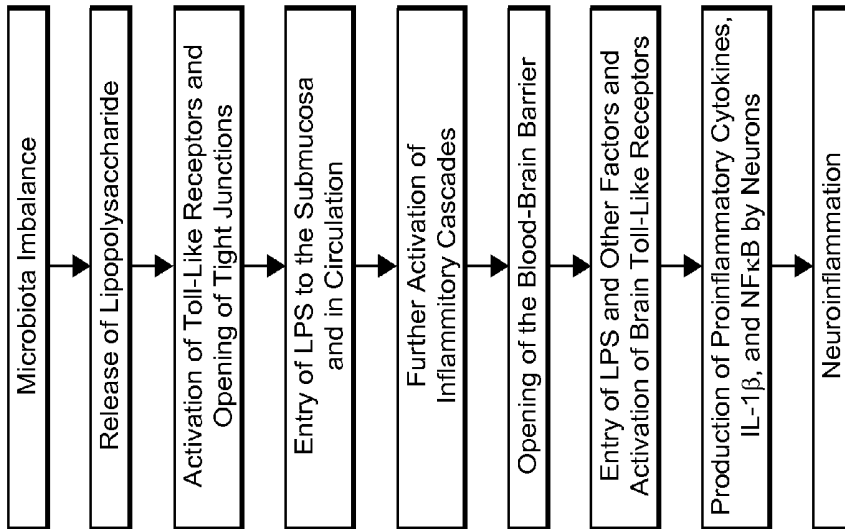 Microbiota Imbalance
Release of Lipopolysaccharide
Activation of Toll-Like Receptors and
Opening of Tight Junctions
Entry of LPS to the Submucosa
and in Circulation
Further Activation of
Inflammitory Cascades
Opening of the Blood-Brain Barrier
Entry of LPS and Other Factors and
Activation of Brain Toll-Like Receptors
Production of Proinflammatory Cytokines,
IL-1β, and NFκB by Neurons
Neuroinflammation